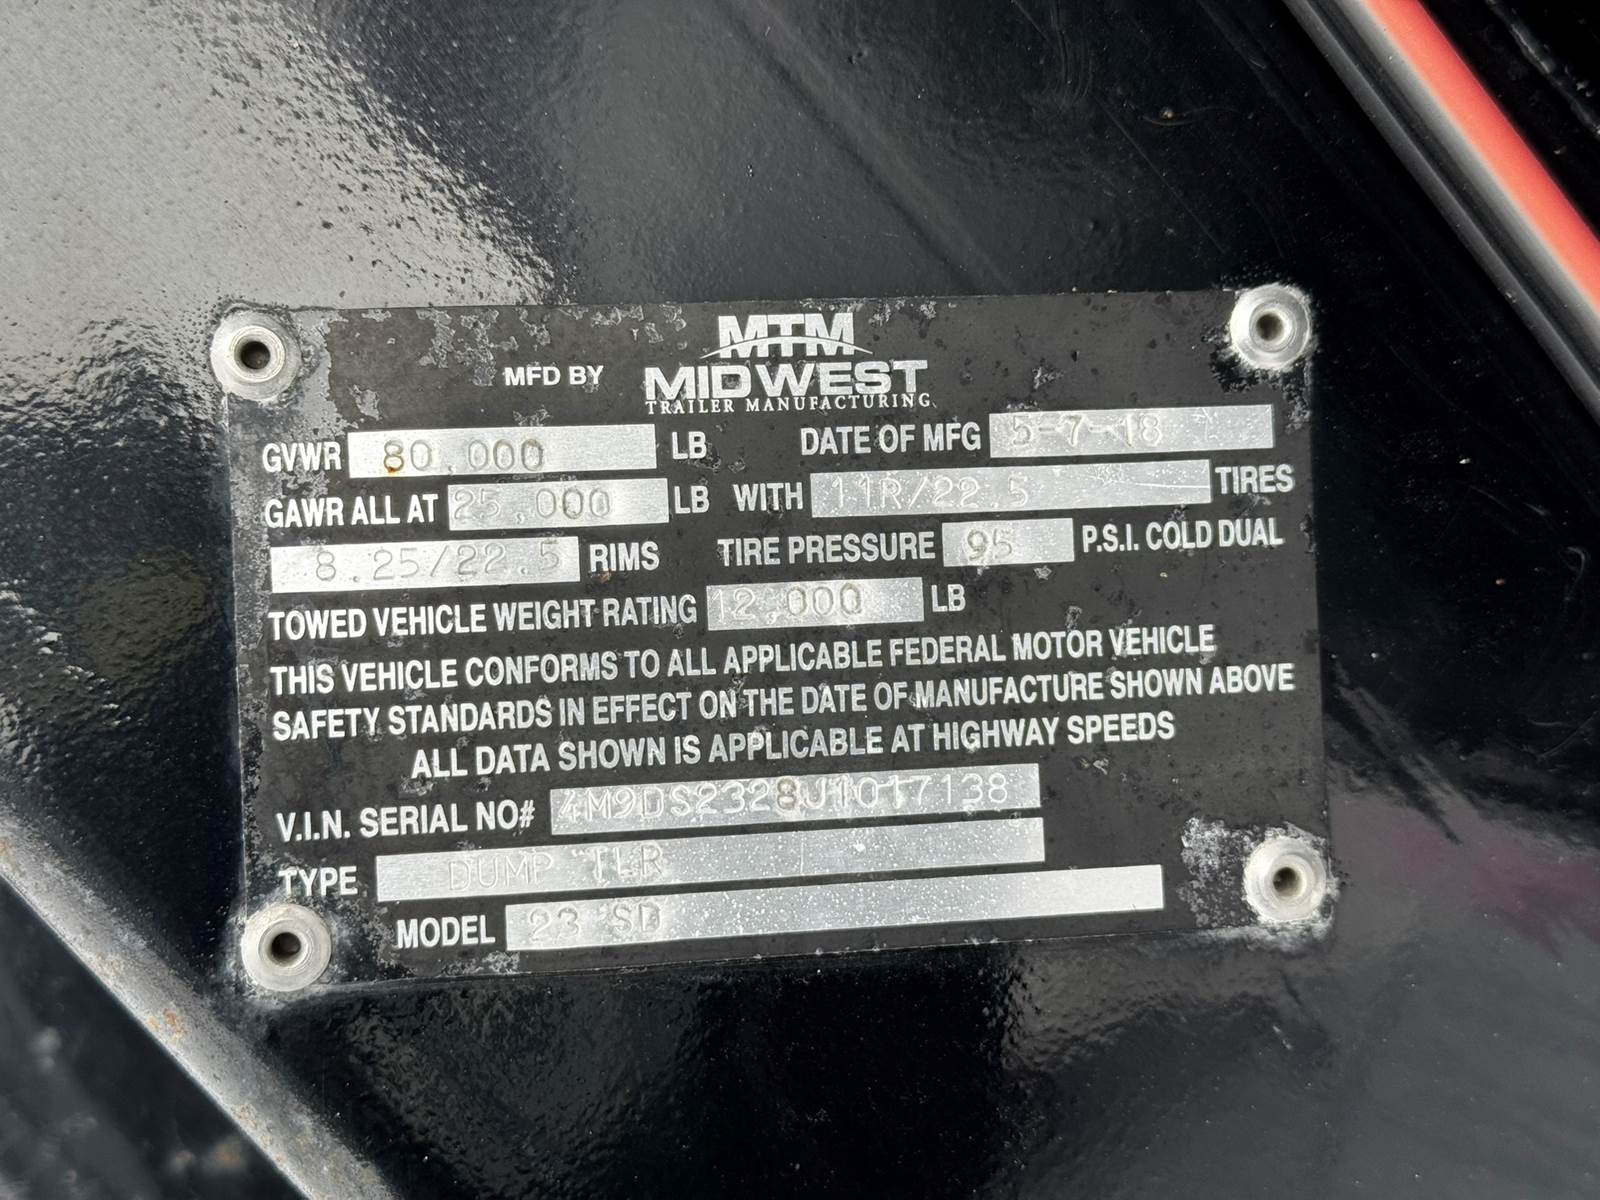 MTM
MFD BY MIDWEST
TRAILER MANUFACTURING
GVWR 80,000 LB DATE OF MFG 5-7-18
GAWR ALL AT 25,000 LB WITH 11R/22.5 TIRES
8.25/22.5 RIMS TIRE PRESSURE 95 P.S.I. COLD DUAL
TOWED VEHICLE WEIGHT RATING 12,000 LB
THIS VEHICLE CONFORMS TO ALL APPLICABLE FEDERAL MOTOR VEHICLE
SAFETY STANDARDS IN EFFECT ON THE DATE OF MANUFACTURE SHOWN ABOVE
ALL DATA SHOWN IS APPLICABLE AT HIGHWAY SPEEDS
V.I.N. SERIAL NO# 4M9DS2328J1017138
TYPE DUMP TLR
MODEL 23 SD